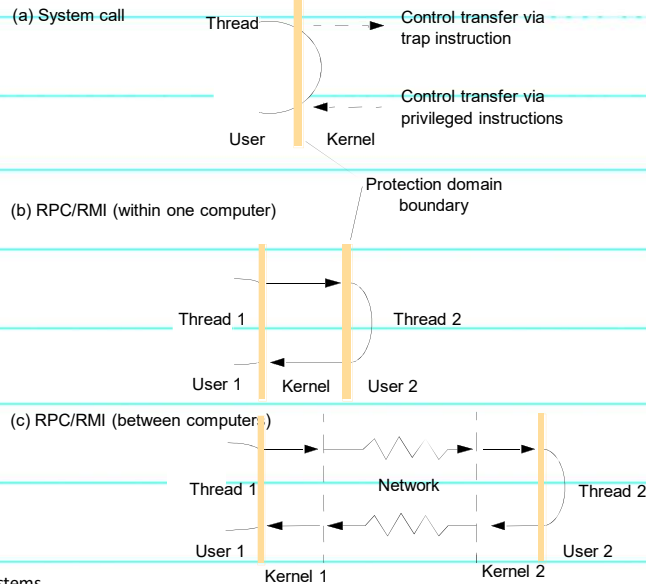 (a) System call
Thread
Control transfer via
trap instruction
Control transfer via
privileged instructions
User
Kernel
Protection domain
boundary
(b) RPC/RMI (within one computer)
Thread 1
Thread 2
User 1
Kernel
User 2
(c) RPC/RMI (between computers)
Network
Thread 1
Thread 2
User 1
User 2
Kernel 1
Kernel 2
stems